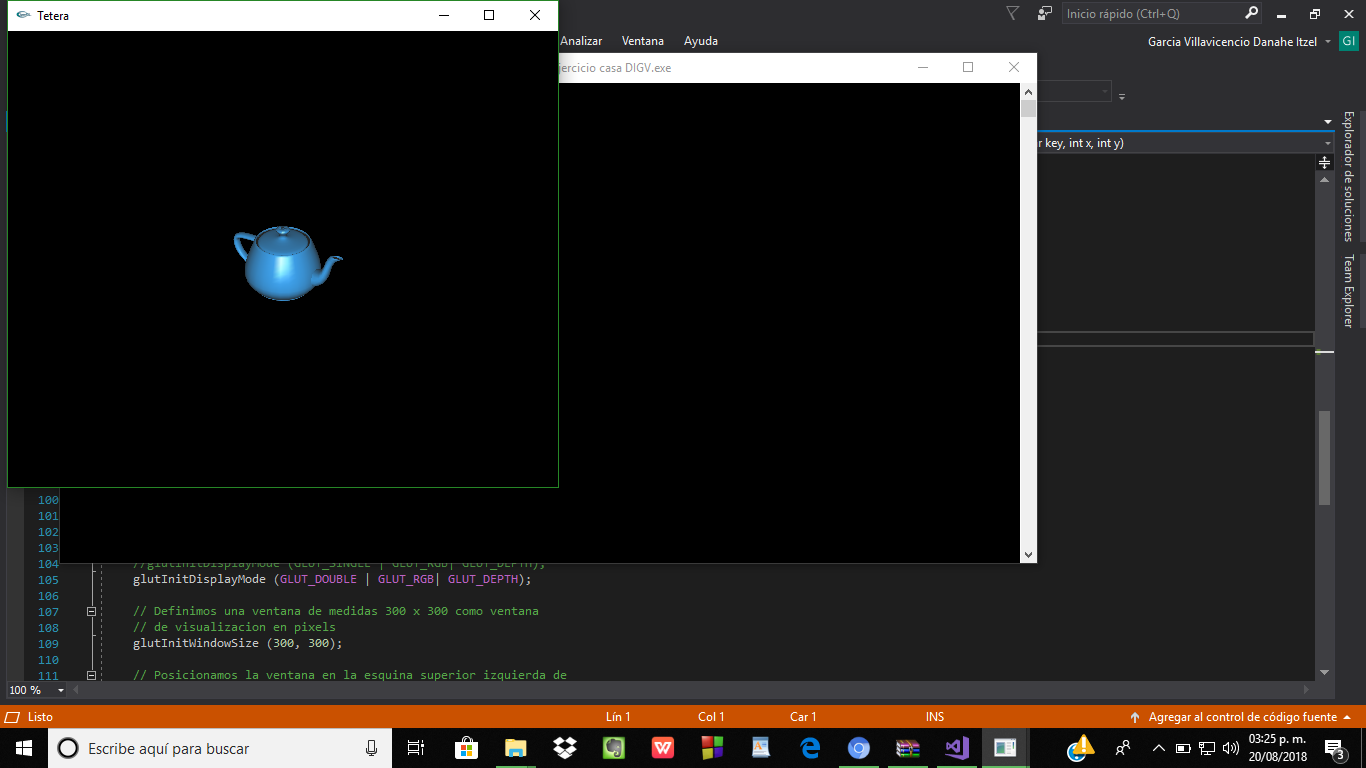 Tetera
Inicio rápido (Ctrl+Q)
Analizar Ventana Ayuda
Garcia Villavicencio Danahe Itzel
GI
ercicio casa DIGV.exe
r key, int x, int y)
Explorador de soluciones
Team Explorer
100
101
102
103
104 //glutInitDisplayMode (GLUT_SINGLE | GLUT_RGB| GLUT_DEPTH);
105 glutInitDisplayMode (GLUT_DOUBLE | GLUT_RGB| GLUT_DEPTH);
106
107 // Definimos una ventana de medidas 300 x 300 como ventana
108 // de visualizacion en pixels
109 glutInitWindowSize (300, 300);
110
111 // Posicionamos la ventana en la esquina superior izquierda de
100 %
Listo Lín 1 Col 1 Car 1 INS Agregar al control de código fuente
Escribe aquí para buscar
03:25 p. m.
20/08/2018
3